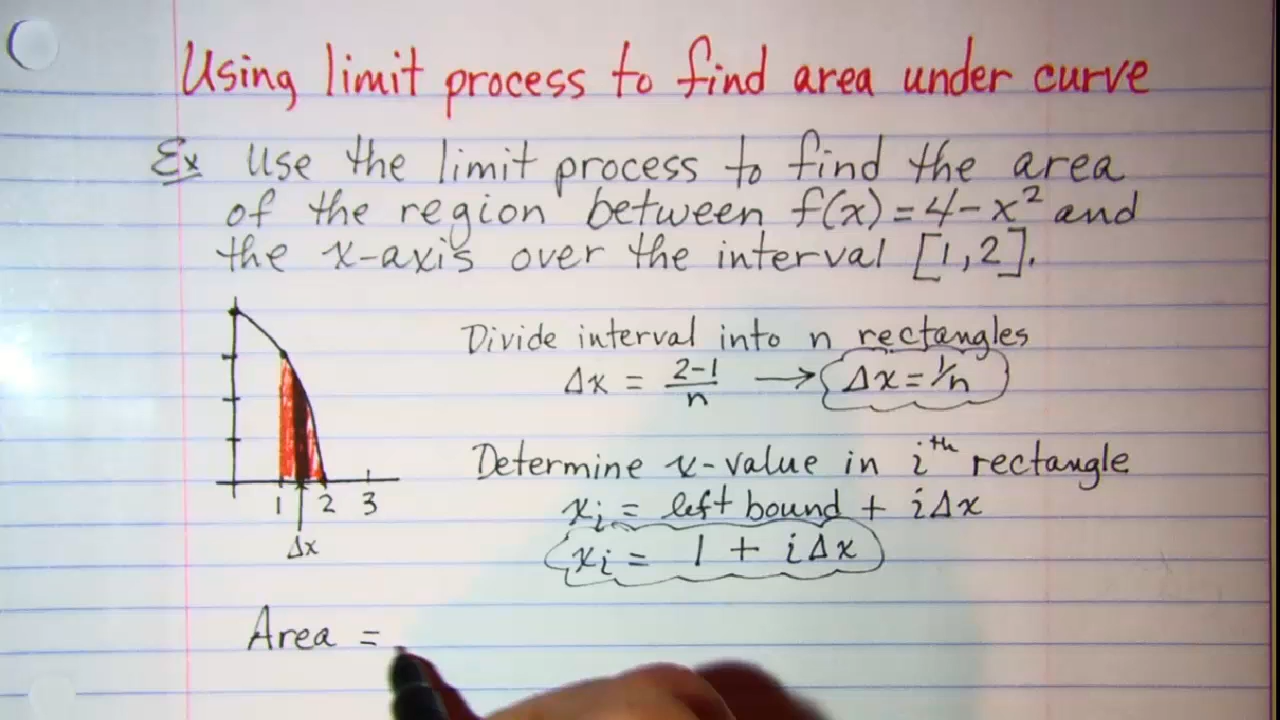 Using limit process to find area under curve
Ex Use the limit process to find the area
of the region between f(x)=4-x² and
the x-axis over the interval [1,2].
Divide interval into n rectangles
Δx = 2-1/n → Δx=1/n
Determine x-value in iᵗʰ rectangle
xᵢ = left bound + iΔx
xᵢ = 1 + iΔx
1 2 3
Δx
Area =